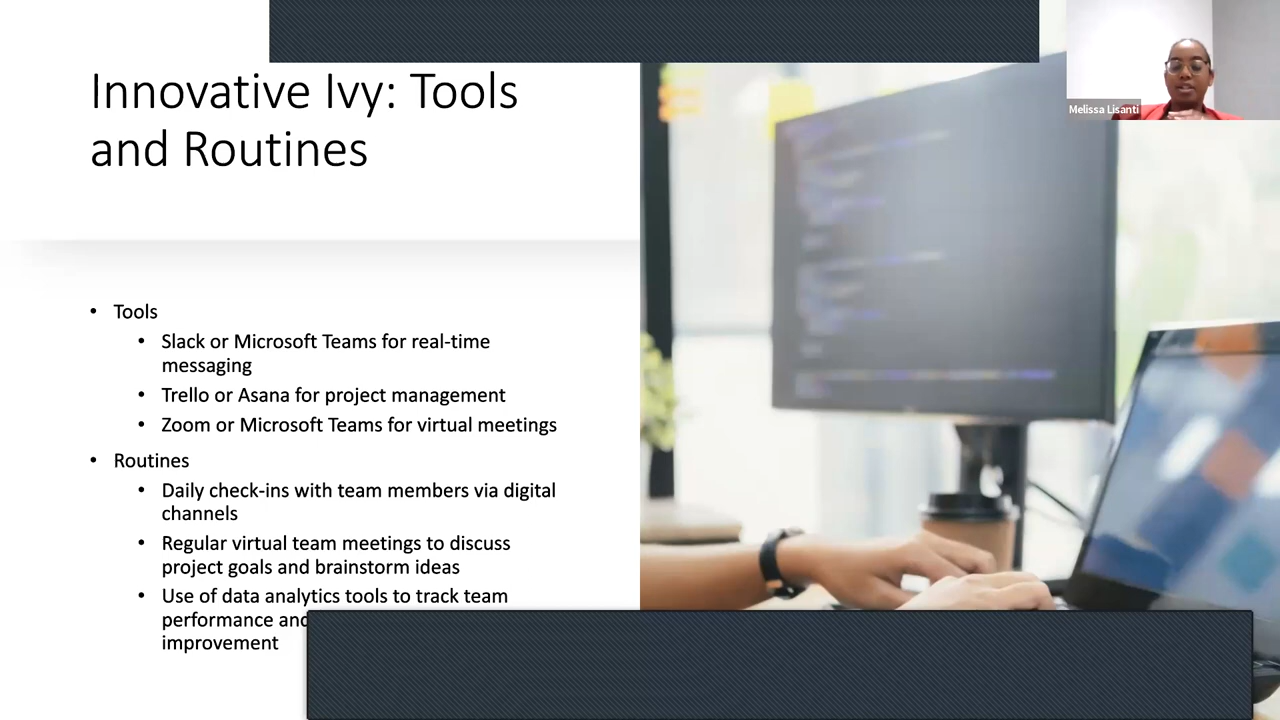 Innovative Ivy: Tools
and Routines
Melissa Lisanti
• Tools
• Slack or Microsoft Teams for real-time
messaging
• Trello or Asana for project management
• Zoom or Microsoft Teams for virtual meetings
• Routines
• Daily check-ins with team members via digital
channels
• Regular virtual team meetings to discuss
project goals and brainstorm ideas
• Use of data analytics tools to track team
performance and
improvement